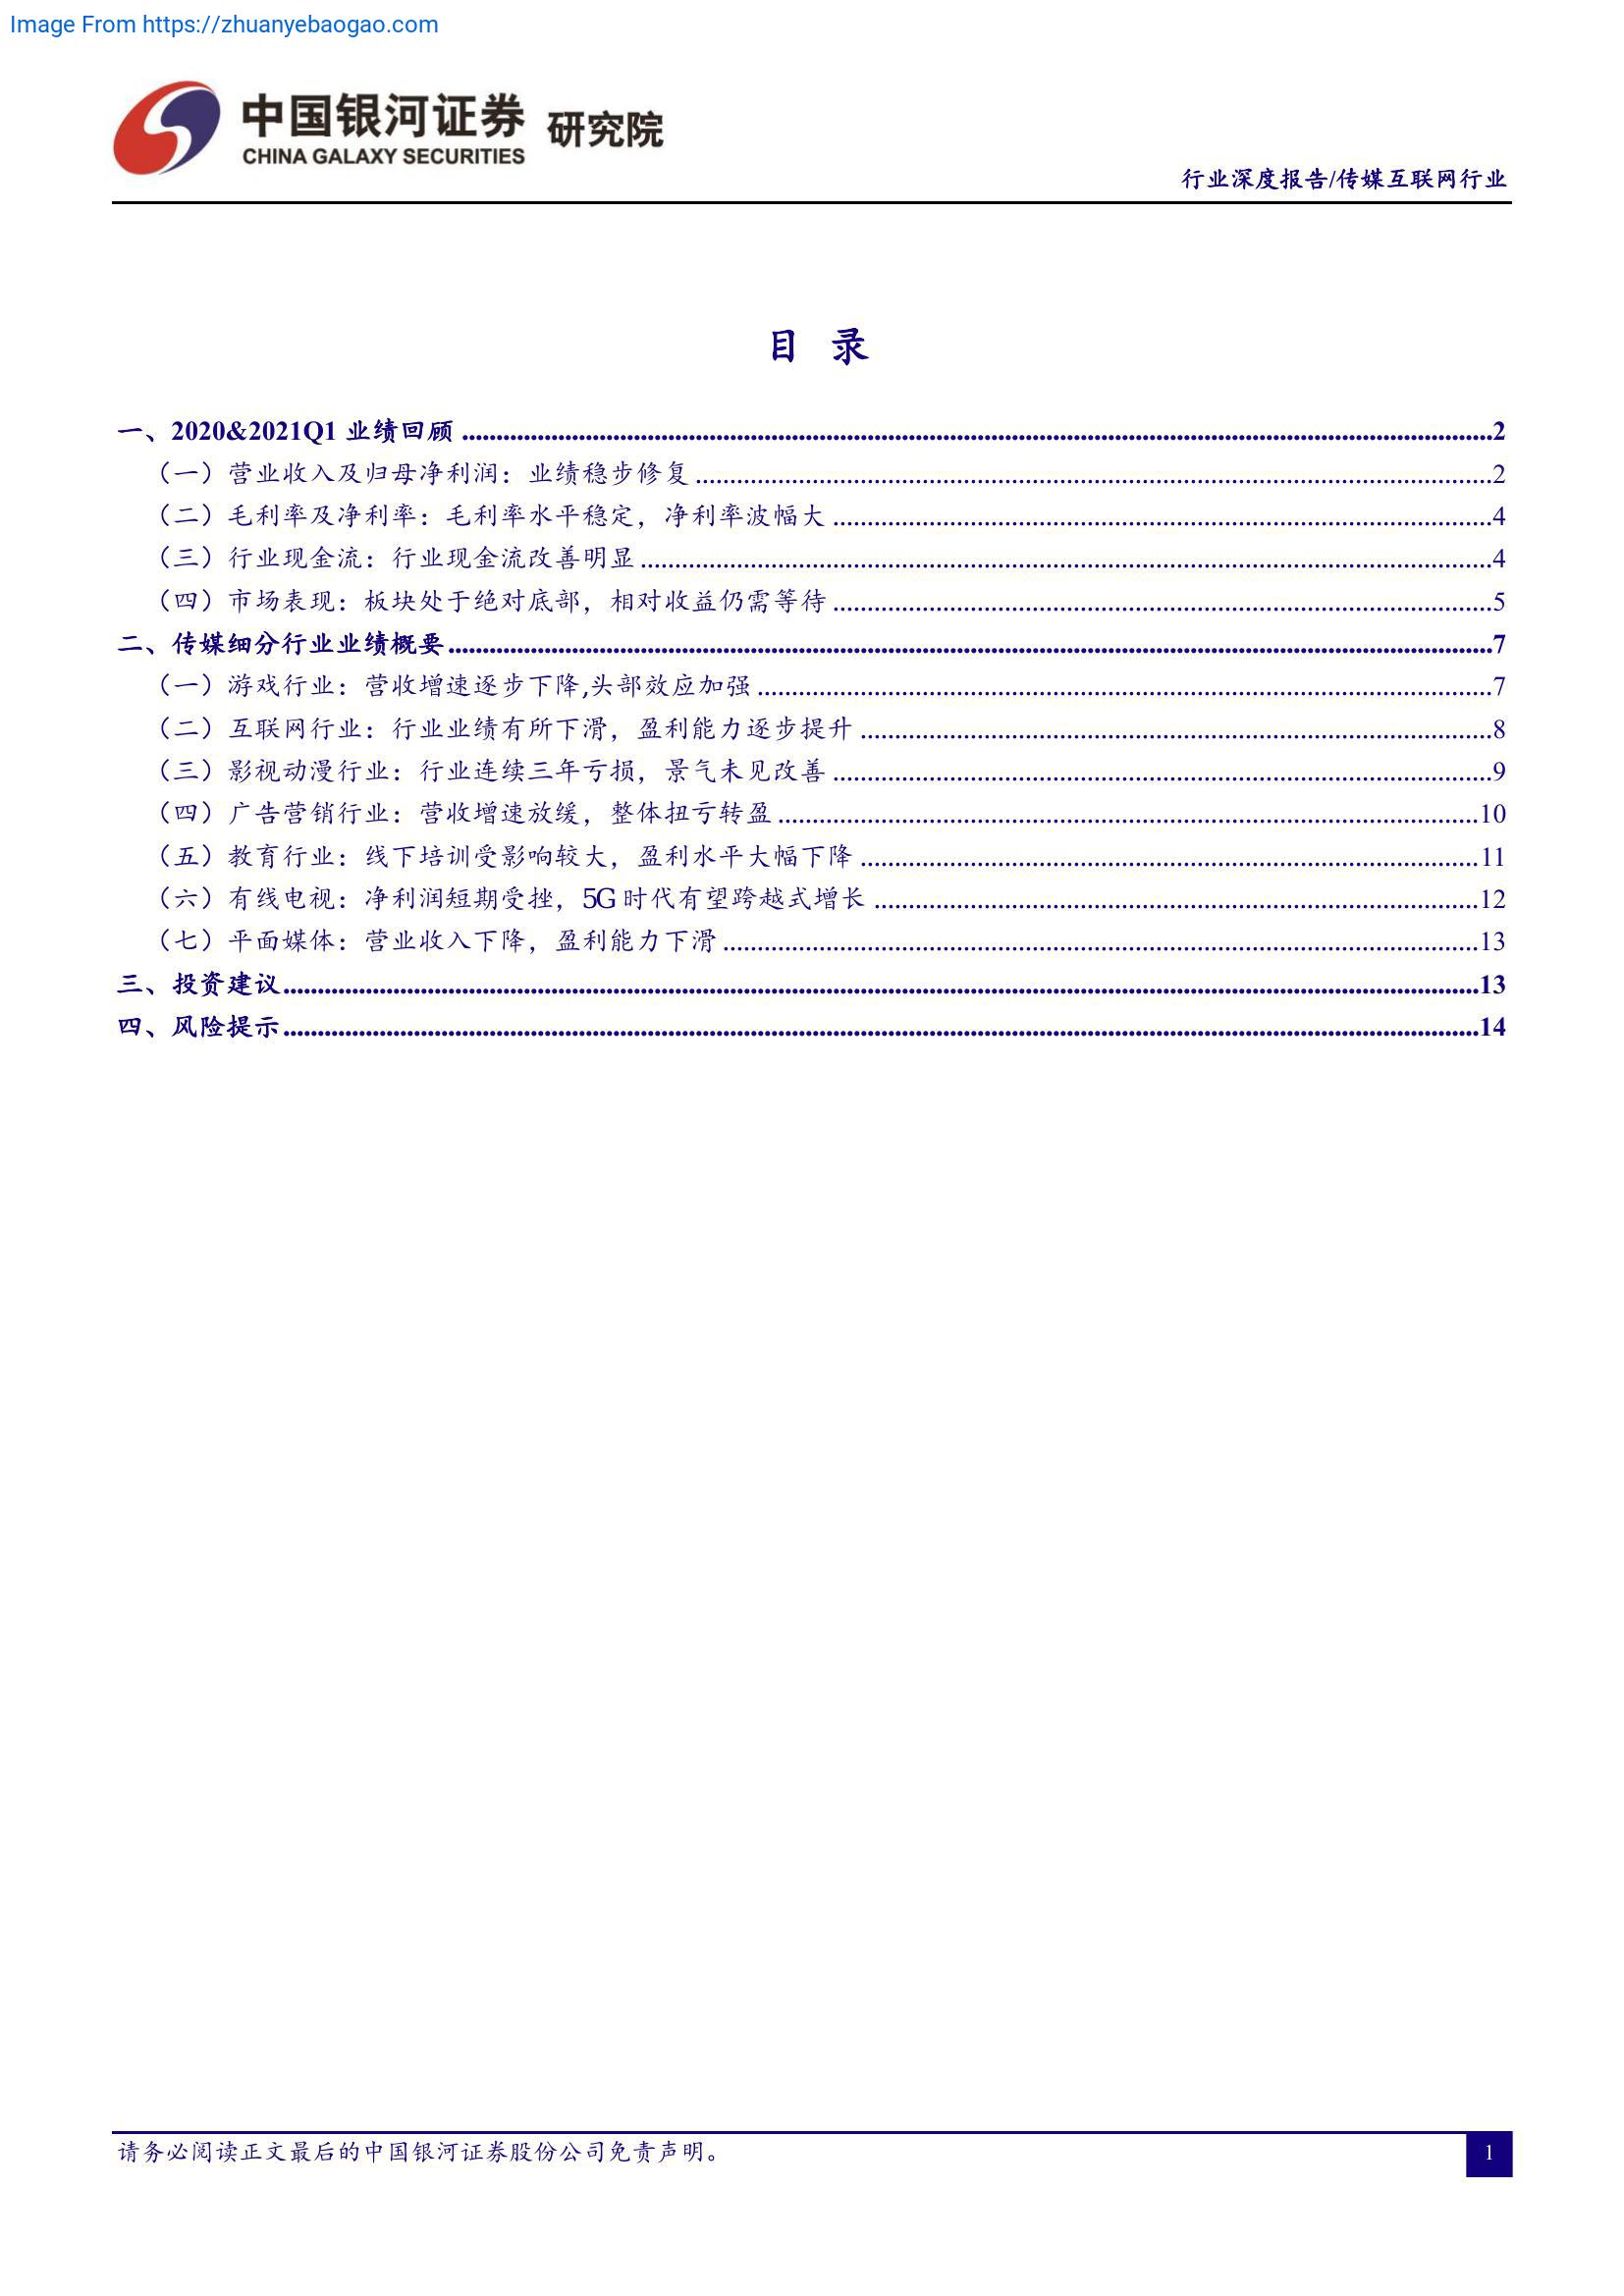 Image From https://zhuanyebaogao.com
中国银河证券 研究院
CHINA GALAXY SECURITIES
行业深度报告/传媒互联网行业
目 录
一、2020&2021Q1 业绩回顾 ........ 2
（一）营业收入及归母净利润：业绩稳步修复 ........ 2
（二）毛利率及净利率：毛利率水平稳定，净利率波幅大 ........ 4
（三）行业现金流：行业现金流改善明显 ........ 4
（四）市场表现：板块处于绝对底部，相对收益仍需等待 ........ 5
二、传媒细分行业业绩概要 ........ 7
（一）游戏行业：营收增速逐步下降,头部效应加强 ........ 7
（二）互联网行业：行业业绩有所下滑，盈利能力逐步提升 ........ 8
（三）影视动漫行业：行业连续三年亏损，景气未见改善 ........ 9
（四）广告营销行业：营收增速放缓，整体扭亏转盈 ........ 10
（五）教育行业：线下培训受影响较大，盈利水平大幅下降 ........ 11
（六）有线电视：净利润短期受挫，5G 时代有望跨越式增长 ........ 12
（七）平面媒体：营业收入下降，盈利能力下滑 ........ 13
三、投资建议 ........ 13
四、风险提示 ........ 14
请务必阅读正文最后的中国银河证券股份公司免责声明。
1